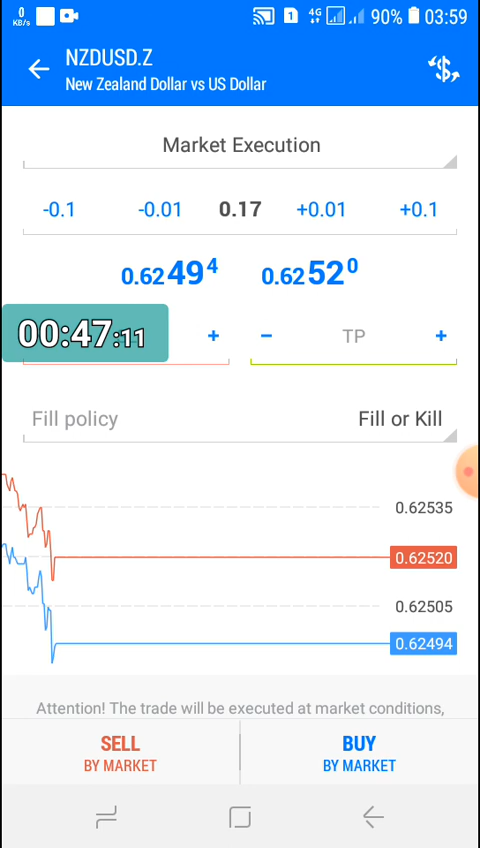 0
KB/s
1
4G
90%
03:59
NZDUSD.Z
New Zealand Dollar vs US Dollar
Market Execution
-0.1 -0.01 0.17 +0.01 +0.1
0.62494 0.62520
00:47:11
+ − TP +
Fill policy Fill or Kill
0.62535
0.62520
0.62505
0.62494
Attention! The trade will be executed at market conditions,
SELL
BY MARKET
BUY
BY MARKET